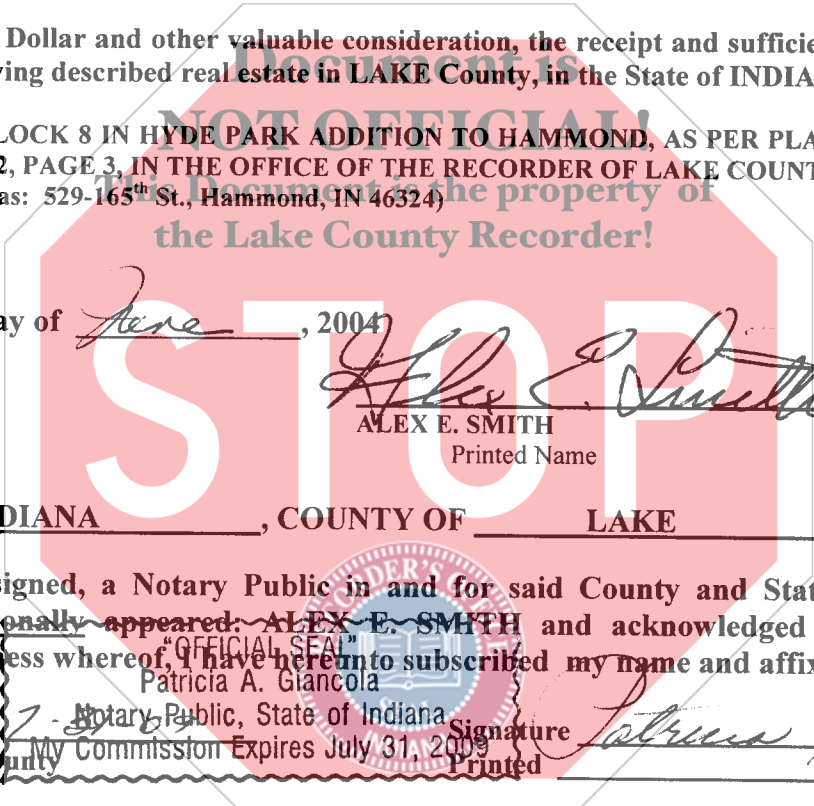 Dollar and other valuable consideration, the receipt and sufficie
ving described real estate in LAKE County, in the State of INDIA
Document is
NOT OFFICIAL!
LOCK 8 IN HYDE PARK ADDITION TO HAMMOND, AS PER PLA
2, PAGE 3, IN THE OFFICE OF THE RECORDER OF LAKE COUNT
This Document is the property of
as: 529-165th St., Hammond, IN 46324)
the Lake County Recorder!
ay of June, 2004
STOP
Alex E. Smith
ALEX E. SMITH
Printed Name
DIANA, COUNTY OF LAKE
signed, a Notary Public in and for said County and Stat
onally appeared: ALEX E. SMITH and acknowledged
"OFFICIAL SEAL"
ess whereof, I have hereunto subscribed my name and affix
Patricia A. Giancola
Notary Public, State of Indiana
Signature Patricia
My Commission Expires July 31, 2009
unty Printed
SEAL
INDIANA